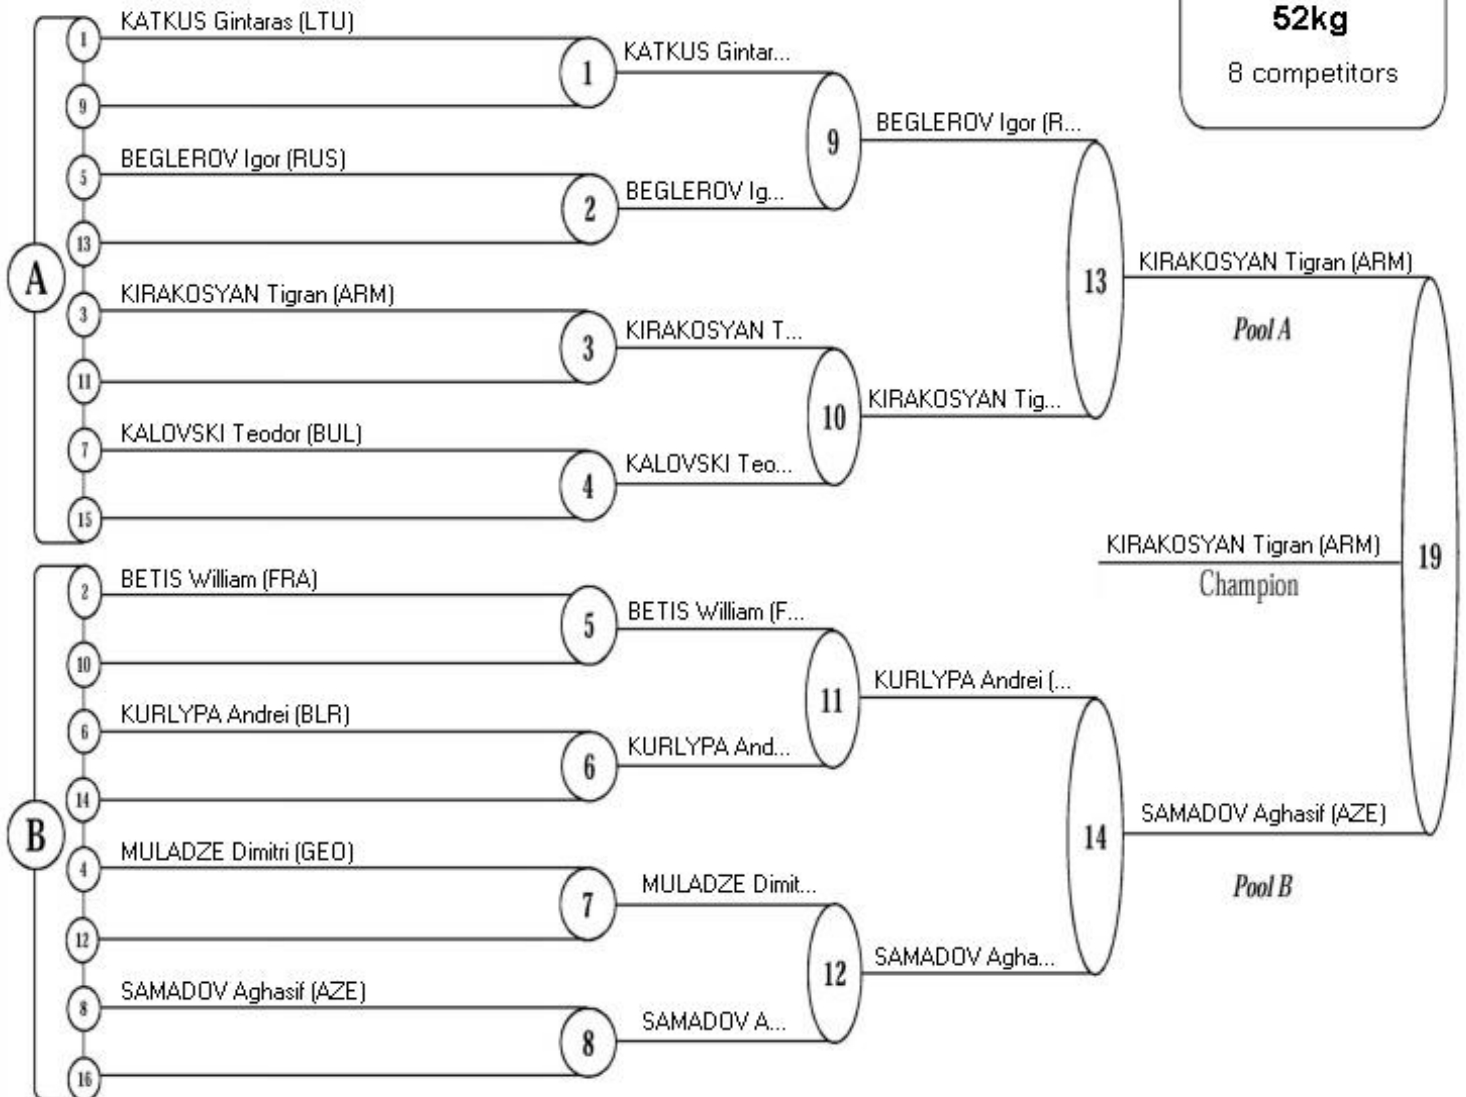 52kg
8 competitors
A
1
KATKUS Gintaras (LTU)
9
5
BEGLEROV Igor (RUS)
13
3
KIRAKOSYAN Tigran (ARM)
11
7
KALOVSKI Teodor (BUL)
15
B
2
BETIS William (FRA)
10
6
KURLYPA Andrei (BLR)
14
4
MULADZE Dimitri (GEO)
12
8
SAMADOV Aghasif (AZE)
16
1
KATKUS Gintar...
2
BEGLEROV Ig...
3
KIRAKOSYAN T...
4
KALOVSKI Teo...
5
BETIS William (F...
6
KURLYPA And...
7
MULADZE Dimit...
8
SAMADOV A...
9
BEGLEROV Igor (R...
10
KIRAKOSYAN Tig...
11
KURLYPA Andrei (...
12
SAMADOV Agha...
13
KIRAKOSYAN Tigran (ARM)
Pool A
14
SAMADOV Aghasif (AZE)
Pool B
19
KIRAKOSYAN Tigran (ARM)
Champion